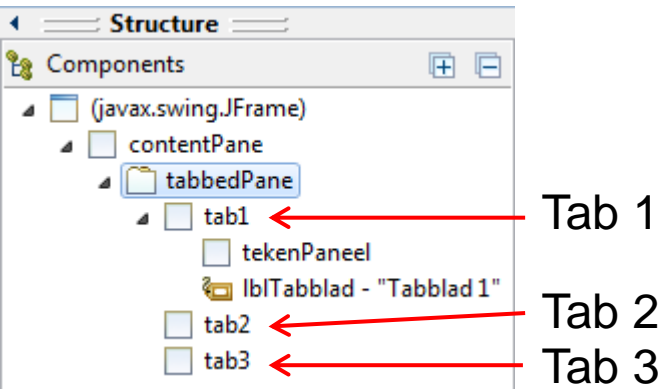 Structure
Components
(javax.swing.JFrame)
contentPane
tabbedPane
tab1
Tab 1
tekenPaneel
lblTabblad - "Tabblad 1"
tab2
Tab 2
tab3
Tab 3